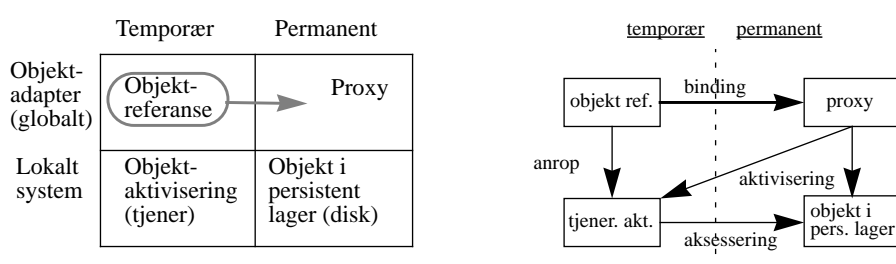 Temporær Permanent
Objekt-
adapter
(globalt)
Objekt-
referanse
Proxy
Lokalt
system
Objekt-
aktivisering
(tjener)
Objekt i
persistent
lager (disk)
temporær permanent
objekt ref.
binding
proxy
anrop
aktivisering
tjener. akt.
aksessering
objekt i
pers. lager